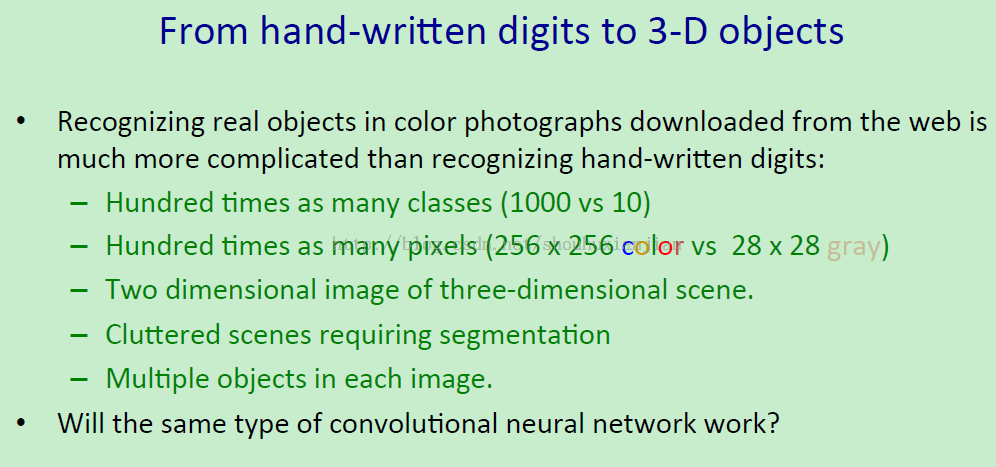 From hand-written digits to 3-D objects
• Recognizing real objects in color photographs downloaded from the web is
much more complicated than recognizing hand-written digits:
– Hundred times as many classes (1000 vs 10)
– Hundred times as many pixels (256 x 256 color vs 28 x 28 gray)
– Two dimensional image of three-dimensional scene.
– Cluttered scenes requiring segmentation
– Multiple objects in each image.
• Will the same type of convolutional neural network work?